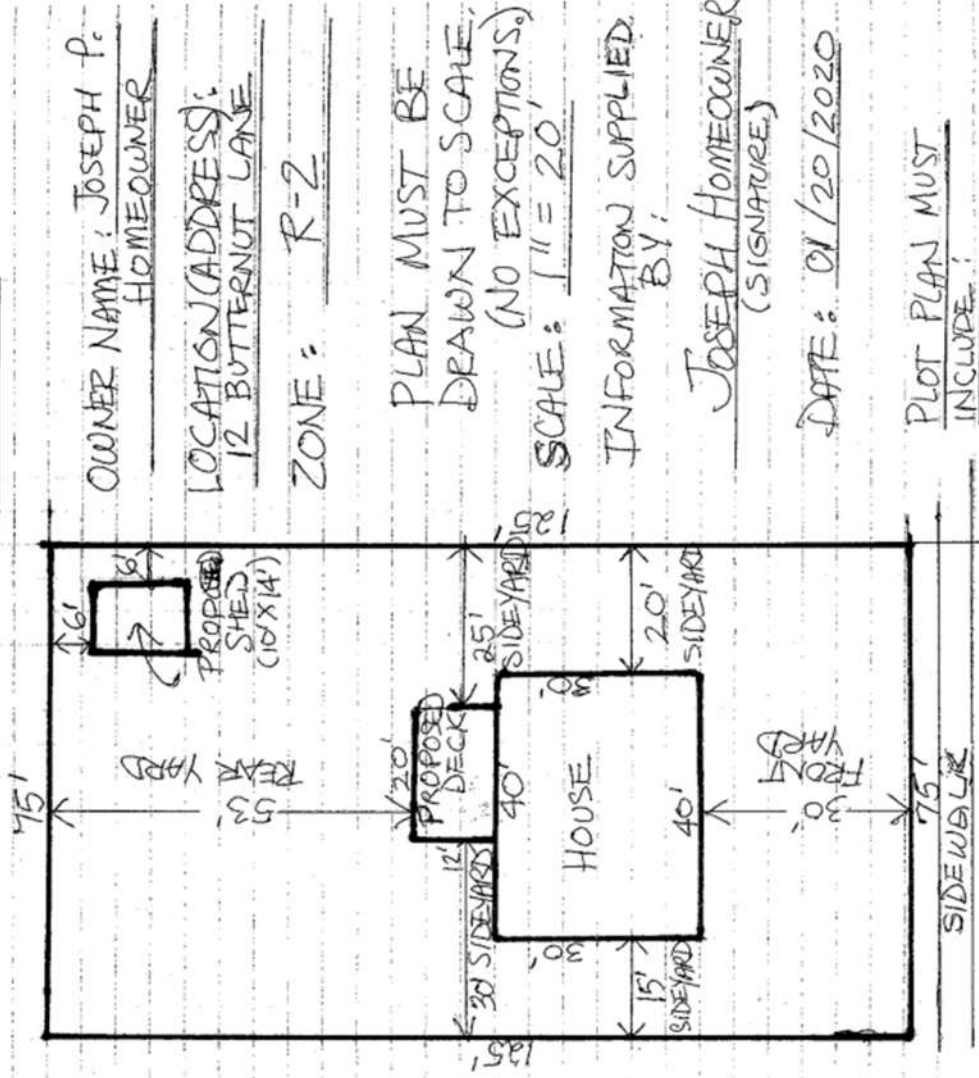 75'
6'
6'
PROPOSED
SHED
(10'X14')
53'
REAR
YARD
20'
PROPOSED
DECK
12'
25'
SIDEYARD
30' SIDEYARD
125'
125'
40'
30'
30'
HOUSE
40'
15'
SIDEYARD
20'
SIDEYARD
30'
FRONT
YARD
75'
SIDEWALK
OWNER NAME: JOSEPH P.
HOMEOWNER
LOCATION (ADDRESS):
12 BUTTERNUT LANE
ZONE: R-2
PLAN MUST BE
DRAWN TO SCALE.
(NO EXCEPTIONS.)
SCALE: 1" = 20'
INFORMATION SUPPLIED
BY:
JOSEPH HOMEOWNER
(SIGNATURE)
DATE: 01/20/2020
PLOT PLAN MUST
INCLUDE: